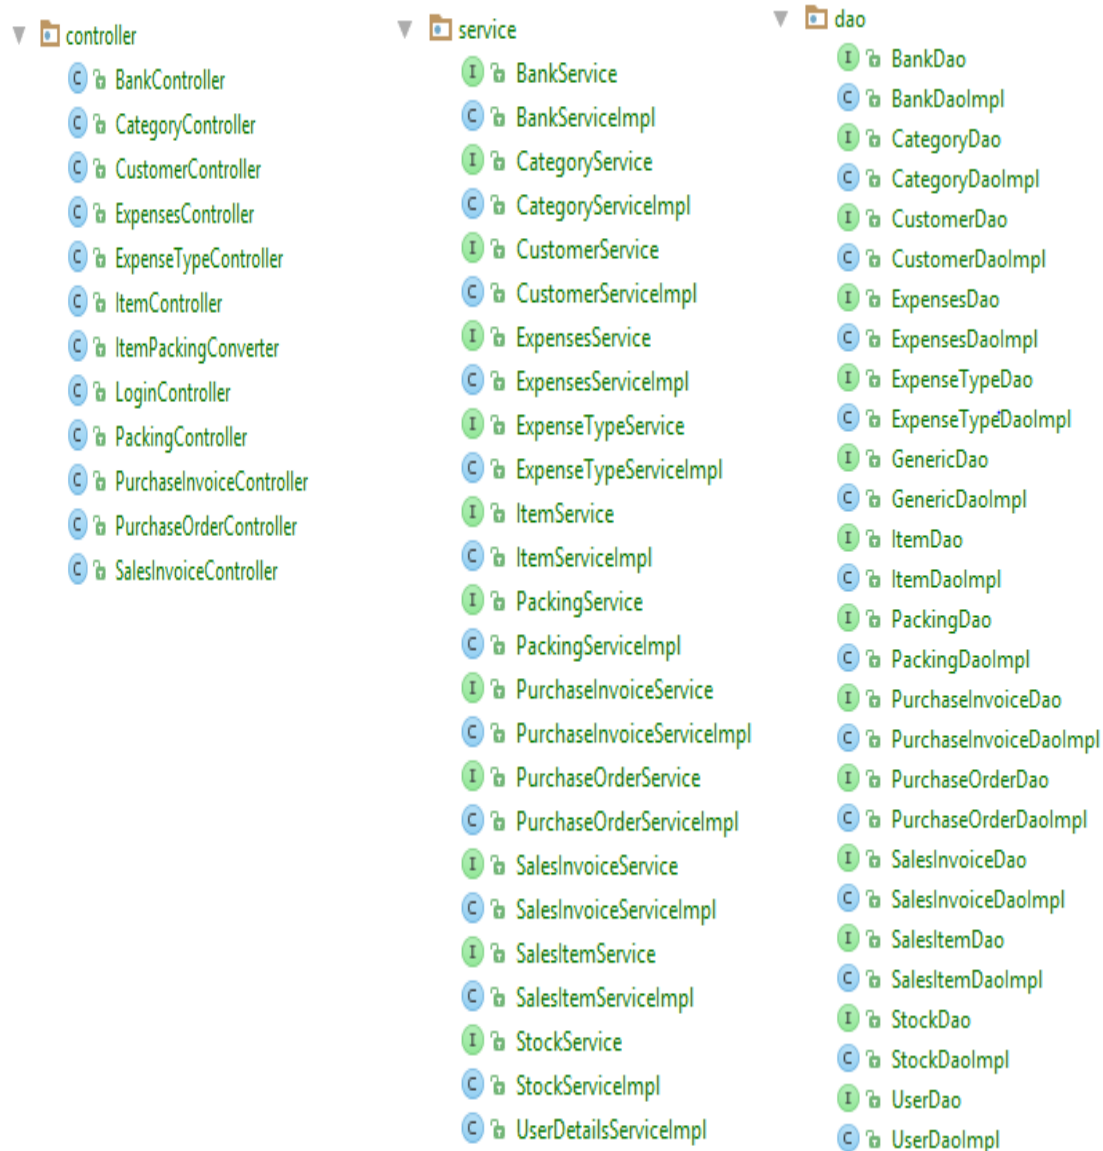 controller
C BankController
C CategoryController
C CustomerController
C ExpensesController
C ExpenseTypeController
C ItemController
C ItemPackingConverter
C LoginController
C PackingController
C PurchaseInvoiceController
C PurchaseOrderController
C SalesInvoiceController
service
I BankService
C BankServiceImpl
I CategoryService
C CategoryServiceImpl
I CustomerService
C CustomerServiceImpl
I ExpensesService
C ExpensesServiceImpl
I ExpenseTypeService
C ExpenseTypeServiceImpl
I ItemService
C ItemServiceImpl
I PackingService
C PackingServiceImpl
I PurchaseInvoiceService
C PurchaseInvoiceServiceImpl
I PurchaseOrderService
C PurchaseOrderServiceImpl
I SalesInvoiceService
C SalesInvoiceServiceImpl
I SalesItemService
C SalesItemServiceImpl
I StockService
C StockServiceImpl
C UserDetailsServiceImpl
dao
I BankDao
C BankDaoImpl
I CategoryDao
C CategoryDaoImpl
I CustomerDao
C CustomerDaoImpl
I ExpensesDao
C ExpensesDaoImpl
I ExpenseTypeDao
C ExpenseTypeDaoImpl
I GenericDao
C GenericDaoImpl
I ItemDao
C ItemDaoImpl
I PackingDao
C PackingDaoImpl
I PurchaseInvoiceDao
C PurchaseInvoiceDaoImpl
I PurchaseOrderDao
C PurchaseOrderDaoImpl
I SalesInvoiceDao
C SalesInvoiceDaoImpl
I SalesItemDao
C SalesItemDaoImpl
I StockDao
C StockDaoImpl
I UserDao
C UserDaoImpl